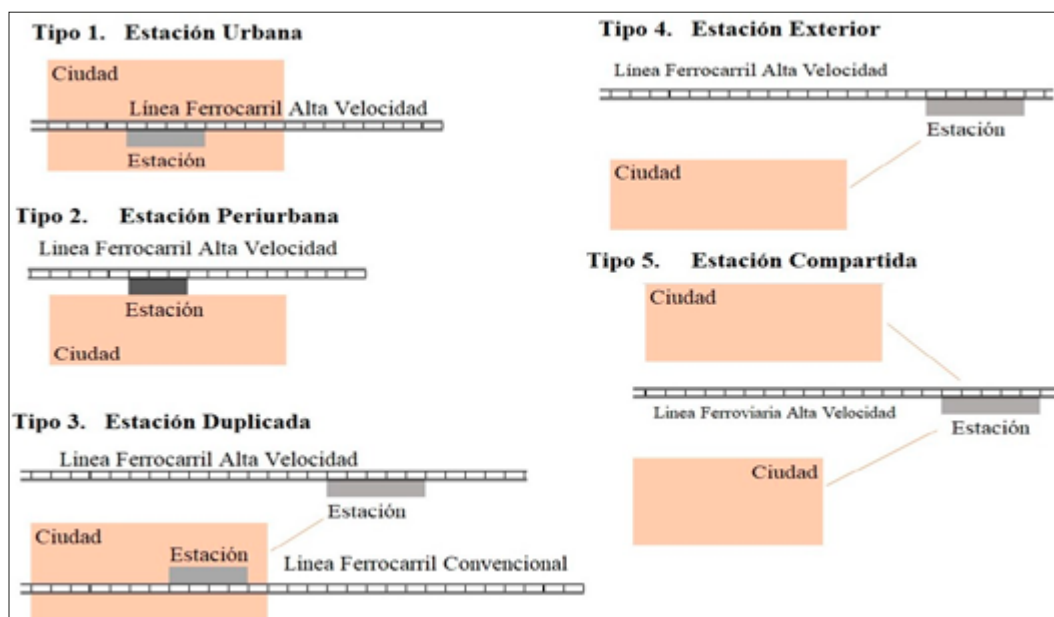 Tipo 1. Estación Urbana
Ciudad
Línea Ferrocarril Alta Velocidad
Estación
Tipo 2. Estación Periurbana
Linea Ferrocarril Alta Velocidad
Estación
Ciudad
Tipo 3. Estación Duplicada
Linea Ferrocarril Alta Velocidad
Estación
Ciudad
Estación
Linea Ferrocarril Convencional
Tipo 4. Estación Exterior
Linea Ferrocarril Alta Velocidad
Estación
Ciudad
Tipo 5. Estación Compartida
Ciudad
Linea Ferroviaria Alta Velocidad
Estación
Ciudad